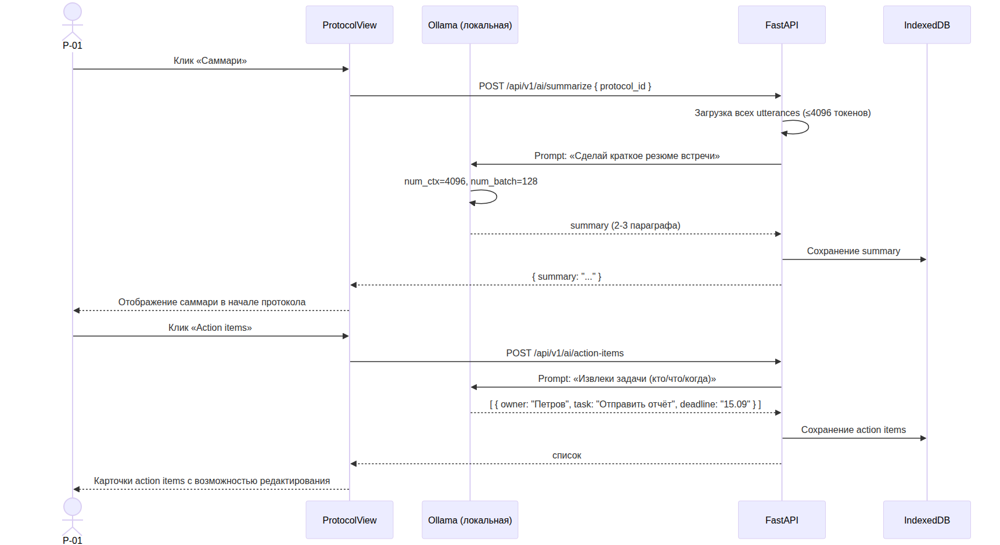 P-01
ProtocolView
Ollama (локальная)
FastAPI
IndexedDB
Клик «Саммари»
POST /api/v1/ai/summarize { protocol_id }
Загрузка всех utterances (≤4096 токенов)
Prompt: «Сделай краткое резюме встречи»
num_ctx=4096, num_batch=128
summary (2-3 параграфа)
Сохранение summary
{ summary: "..." }
Отображение саммари в начале протокола
Клик «Action items»
POST /api/v1/ai/action-items
Prompt: «Извлеки задачи (кто/что/когда)»
[ { owner: "Петров", task: "Отправить отчёт", deadline: "15.09" } ]
Сохранение action items
список
Карточки action items с возможностью редактирования
P-01
ProtocolView
Ollama (локальная)
FastAPI
IndexedDB